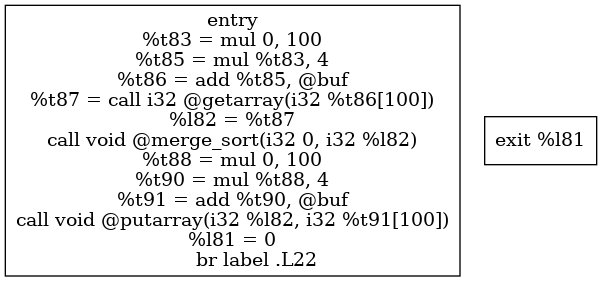 entry
%t83 = mul 0, 100
%t85 = mul %t83, 4
%t86 = add %t85, @buf
%t87 = call i32 @getarray(i32 %t86[100])
%l82 = %t87
call void @merge_sort(i32 0, i32 %l82)
%t88 = mul 0, 100
%t90 = mul %t88, 4
%t91 = add %t90, @buf
call void @putarray(i32 %l82, i32 %t91[100])
%l81 = 0
br label .L22
exit %l81